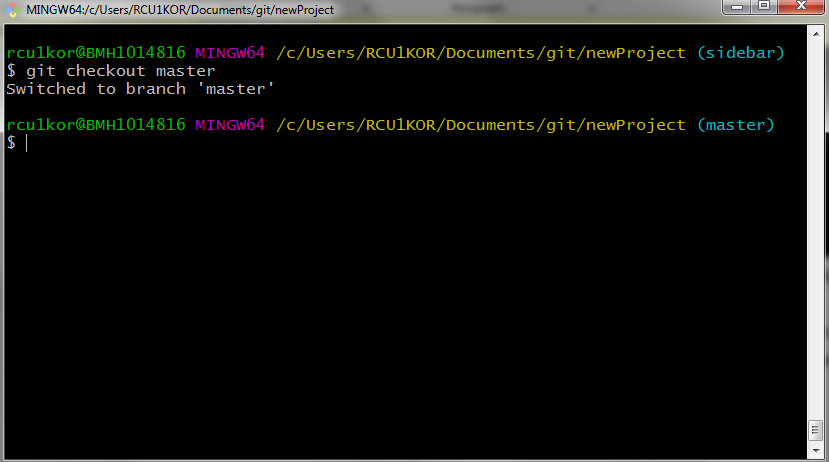 MINGW64:/c/Users/RCU1KOR/Documents/git/newProject
rcu1kor@BMH1014816 MINGW64 /c/Users/RCU1KOR/Documents/git/newProject (sidebar)
$ git checkout master
Switched to branch 'master'
rcu1kor@BMH1014816 MINGW64 /c/Users/RCU1KOR/Documents/git/newProject (master)
$